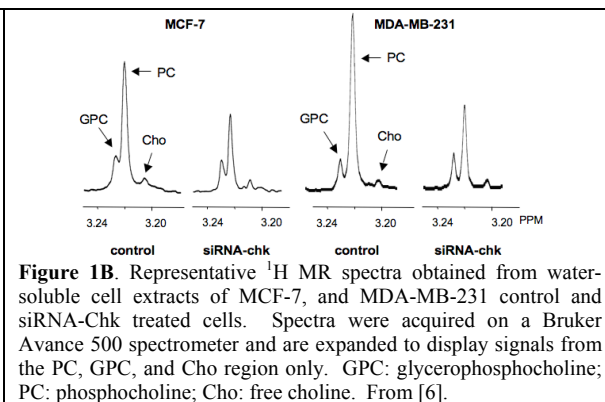 MCF-7 MDA-MB-231
PC PC
GPC GPC
Cho Cho
3.24 3.20 3.24 3.20 3.24 3.20 3.24 3.20 PPM
control siRNA-chk control siRNA-chk
Figure 1B. Representative ¹H MR spectra obtained from water-
soluble cell extracts of MCF-7, and MDA-MB-231 control and
siRNA-Chk treated cells. Spectra were acquired on a Bruker
Avance 500 spectrometer and are expanded to display signals from
the PC, GPC, and Cho region only. GPC: glycerophosphocholine;
PC: phosphocholine; Cho: free choline. From [6].